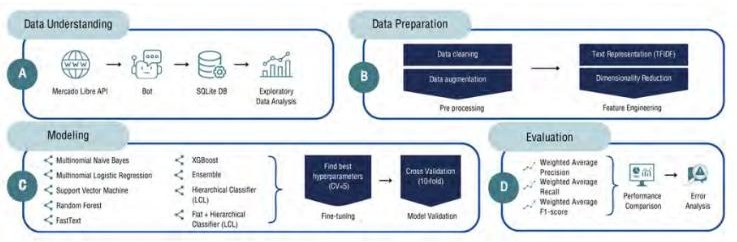 Data Understanding
A
WWW
Mercado Libre API
Bot
SQLite DB
Exploratory
Data Analysis
Data Preparation
B
Data cleaning
Data augmentation
Pre processing
Text Representation (TFIDF)
Dimensionality Reduction
Feature Engineering
Modeling
C
Multinomial Naive Bayes
Multinomial Logistic Regression
Support Vector Machine
Random Forest
FastText
XGBoost
Ensemble
Hierarchical Classifier
(LCL)
Flat + Hierarchical
Classifier (LCL)
Find best
hyperparameters
(CV=5)
Fine-tuning
Cross Validation
(10-fold)
Model Validation
Evaluation
D
Weighted Average
Precision
Weighted Average
Recall
Weighted Average
F1-score
Performance
Comparison
Error
Analysis